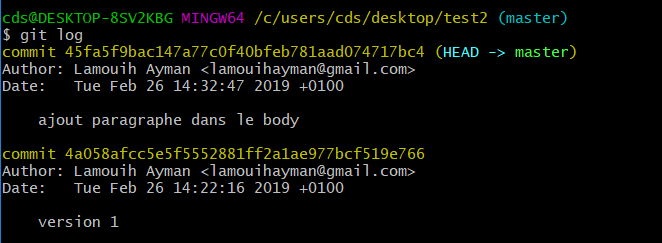 cds@DESKTOP-8SV2KBG MINGW64 /c/users/cds/desktop/test2 (master)
$ git log
commit 45fa5f9bac147a77c0f40bfeb781aad074717bc4 (HEAD -> master)
Author: Lamouih Ayman <lamouihayman@gmail.com>
Date:   Tue Feb 26 14:32:47 2019 +0100
    ajout paragraphe dans le body
commit 4a058afcc5e5f5552881ff2a1ae977bcf519e766
Author: Lamouih Ayman <lamouihayman@gmail.com>
Date:   Tue Feb 26 14:22:16 2019 +0100
    version 1